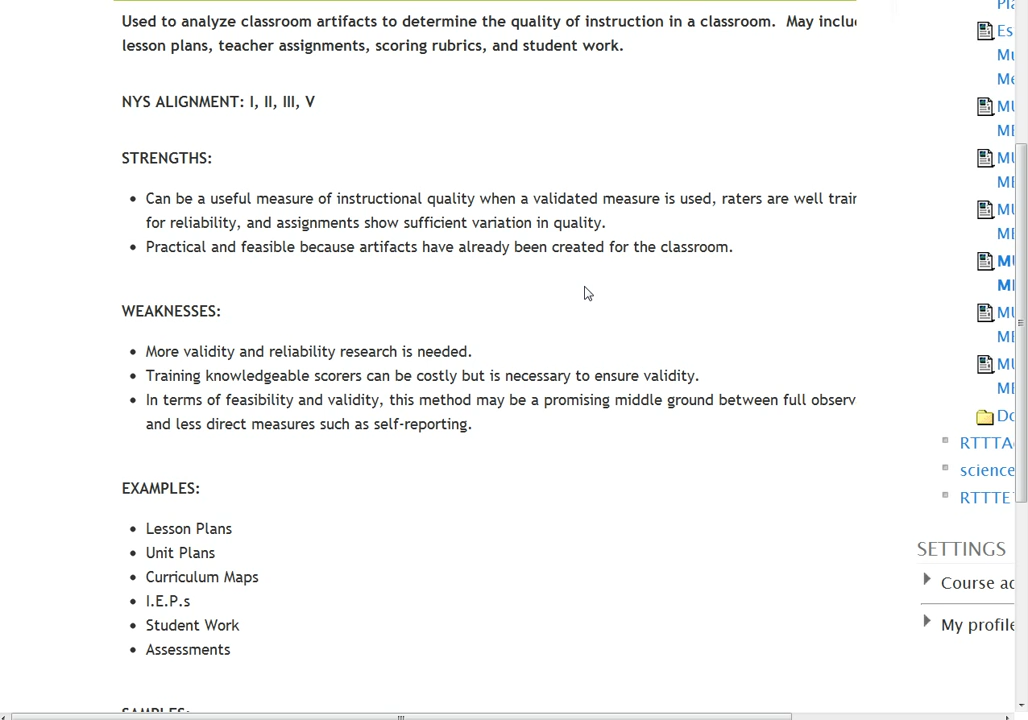 Used to analyze classroom artifacts to determine the quality of instruction in a classroom.  May
lesson plans, teacher assignments, scoring rubrics, and student work.
NYS ALIGNMENT: I, II, III, V
STRENGTHS:
Can be a useful measure of instructional quality when a validated measure is used, raters are well
for reliability, and assignments show sufficient variation in quality.
Practical and feasible because artifacts have already been created for the classroom.
WEAKNESSES:
More validity and reliability research is needed.
Training knowledgeable scorers can be costly but is necessary to ensure validity.
In terms of feasibility and validity, this method may be a promising middle ground between full
and less direct measures such as self-reporting.
EXAMPLES:
Lesson Plans
Unit Plans
Curriculum Maps
I.E.P.s
Student Work
Assessments
SAMPLES:
science
SETTINGS
Course
My profile